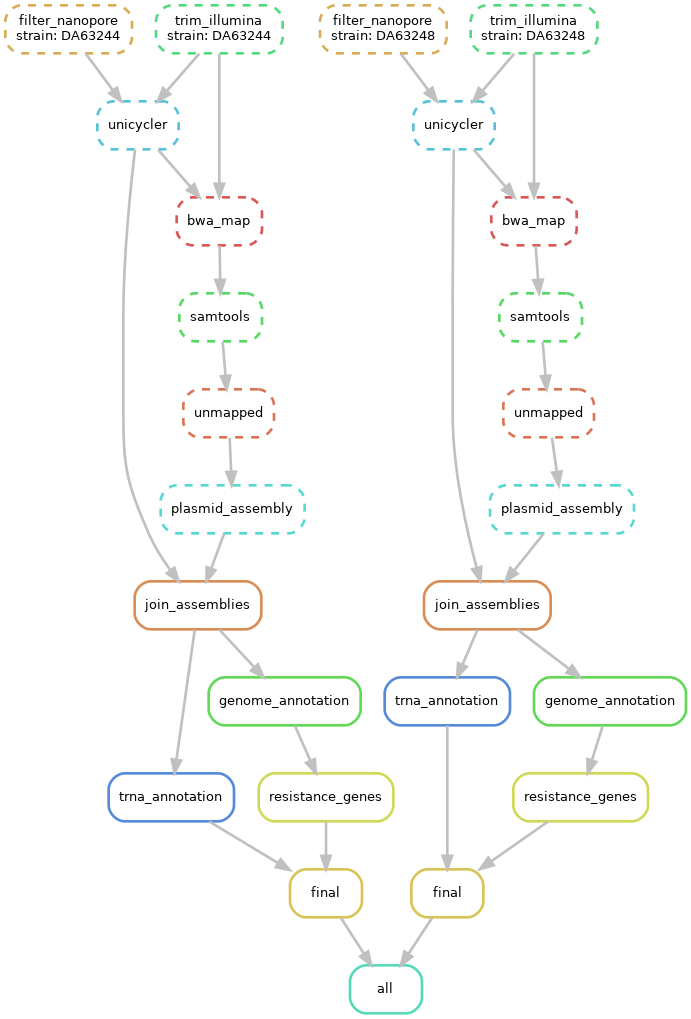 filter_nanopore
strain: DA63244
trim_illumina
strain: DA63244
filter_nanopore
strain: DA63248
trim_illumina
strain: DA63248
unicycler
unicycler
bwa_map
bwa_map
samtools
samtools
unmapped
unmapped
plasmid_assembly
plasmid_assembly
join_assemblies
join_assemblies
genome_annotation
trna_annotation
genome_annotation
trna_annotation
resistance_genes
resistance_genes
final
final
all